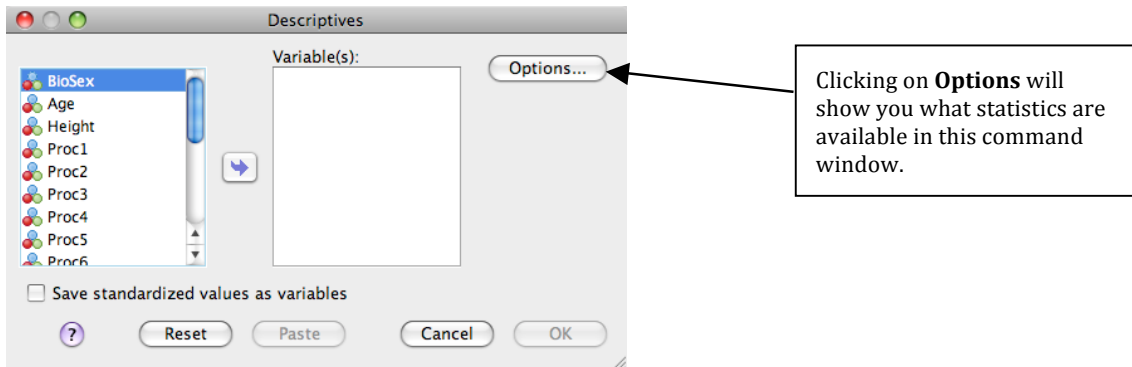 Descriptives
Variable(s):
Options...
BioSex
Age
Height
Proc1
Proc2
Proc3
Proc4
Proc5
Proc6
Save standardized values as variables
?
Reset
Paste
Cancel
OK
Clicking on Options will
show you what statistics are
available in this command
window.